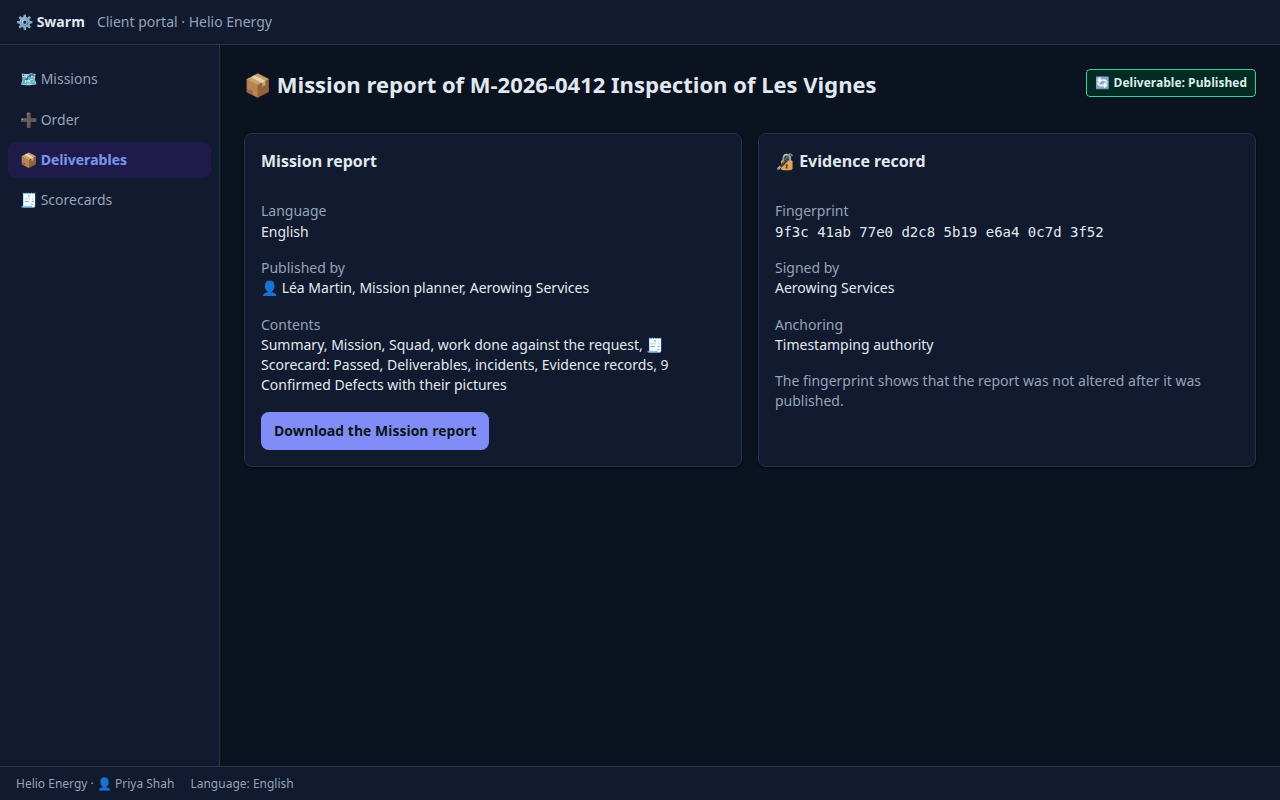 ⚙️ Swarm Client portal · Helio Energy
🗺️ Missions
➕ Order
📦 Deliverables
🧾 Scorecards
📦 Mission report of M-2026-0412 Inspection of Les Vignes
🔄 Deliverable: Published
Mission report
Language
English
Published by
👤 Léa Martin, Mission planner, Aerowing Services
Contents
Summary, Mission, Squad, work done against the request, 🧾
Scorecard: Passed, Deliverables, incidents, Evidence records, 9
Confirmed Defects with their pictures
Download the Mission report
🔏 Evidence record
Fingerprint
9f3c 41ab 77e0 d2c8 5b19 e6a4 0c7d 3f52
Signed by
Aerowing Services
Anchoring
Timestamping authority
The fingerprint shows that the report was not altered after it was
published.
Helio Energy · 👤 Priya Shah Language: English